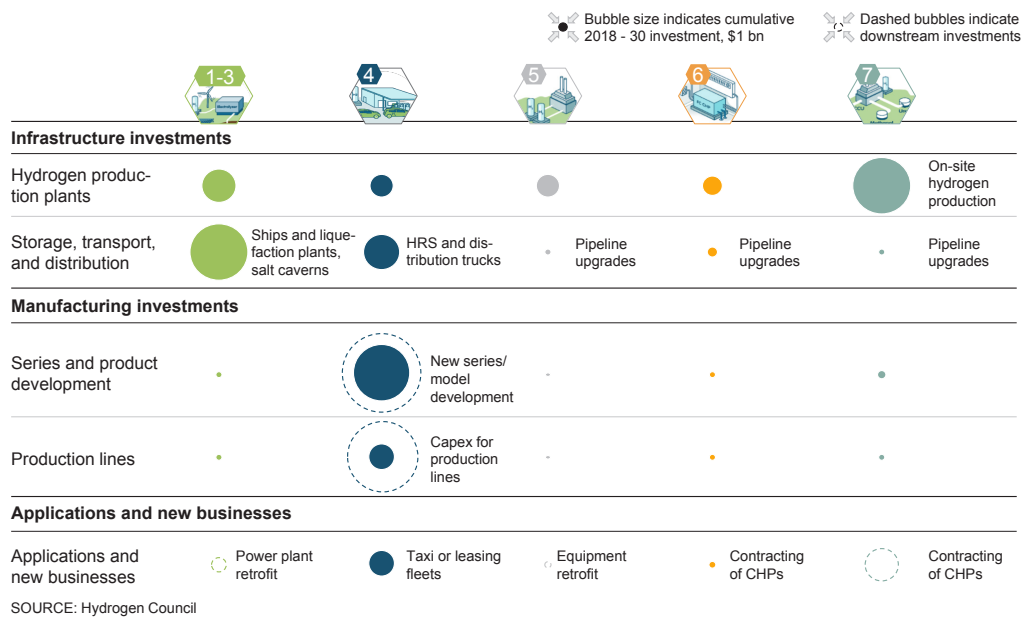 Bubble size indicates cumulative
2018 - 30 investment, $1 bn
Dashed bubbles indicate
downstream investments
1-3
4
5
6
7
Infrastructure investments
Hydrogen produc-
tion plants
On-site
hydrogen
production
Storage, transport,
and distribution
Ships and lique-
faction plants,
salt caverns
HRS and dis-
tribution trucks
Pipeline
upgrades
Pipeline
upgrades
Pipeline
upgrades
Manufacturing investments
Series and product
development
New series/
model
development
Production lines
Capex for
production
lines
Applications and new businesses
Applications and
new businesses
Power plant
retrofit
Taxi or leasing
fleets
Equipment
retrofit
Contracting
of CHPs
Contracting
of CHPs
SOURCE: Hydrogen Council